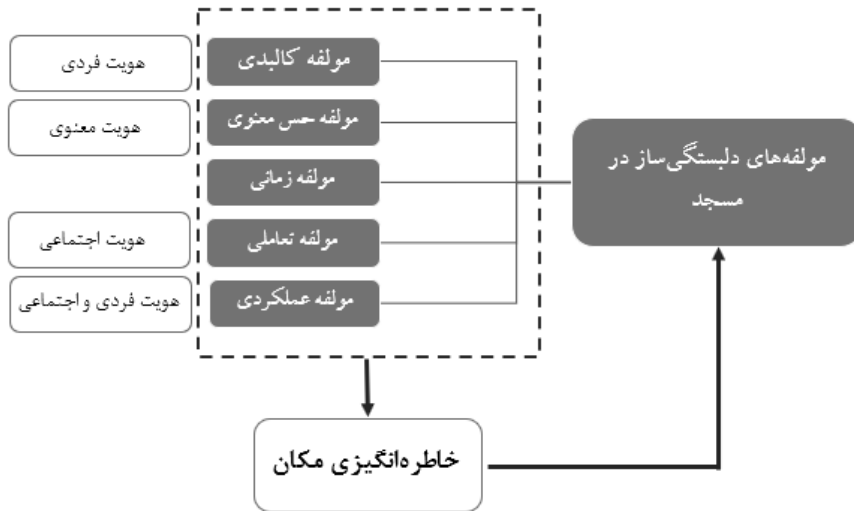 مولفه‌های دلبستگی‌ساز در
مسجد
مولفه کالبدی
هویت فردی
مولفه حس معنوی
هویت معنوی
مولفه زمانی
مولفه تعاملی
هویت اجتماعی
مولفه عملکردی
هویت فردی و اجتماعی
خاطره‌انگیزی مکان